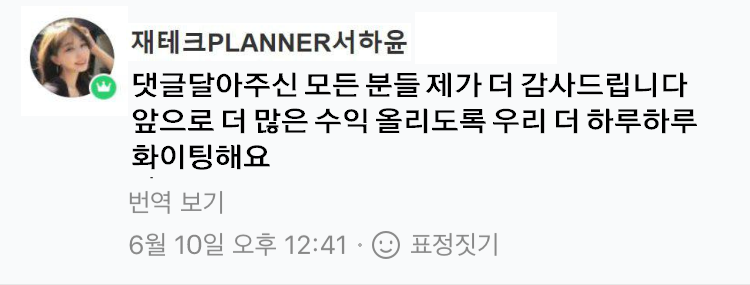 재테크PLANNER서하윤
댓글달아주신 모든 분들 제가 더 감사드립니다
앞으로 더 많은 수익 올리도록 우리 더 하루하루
화이팅해요
번역 보기
6월 10일 오후 12:41 · 표정짓기